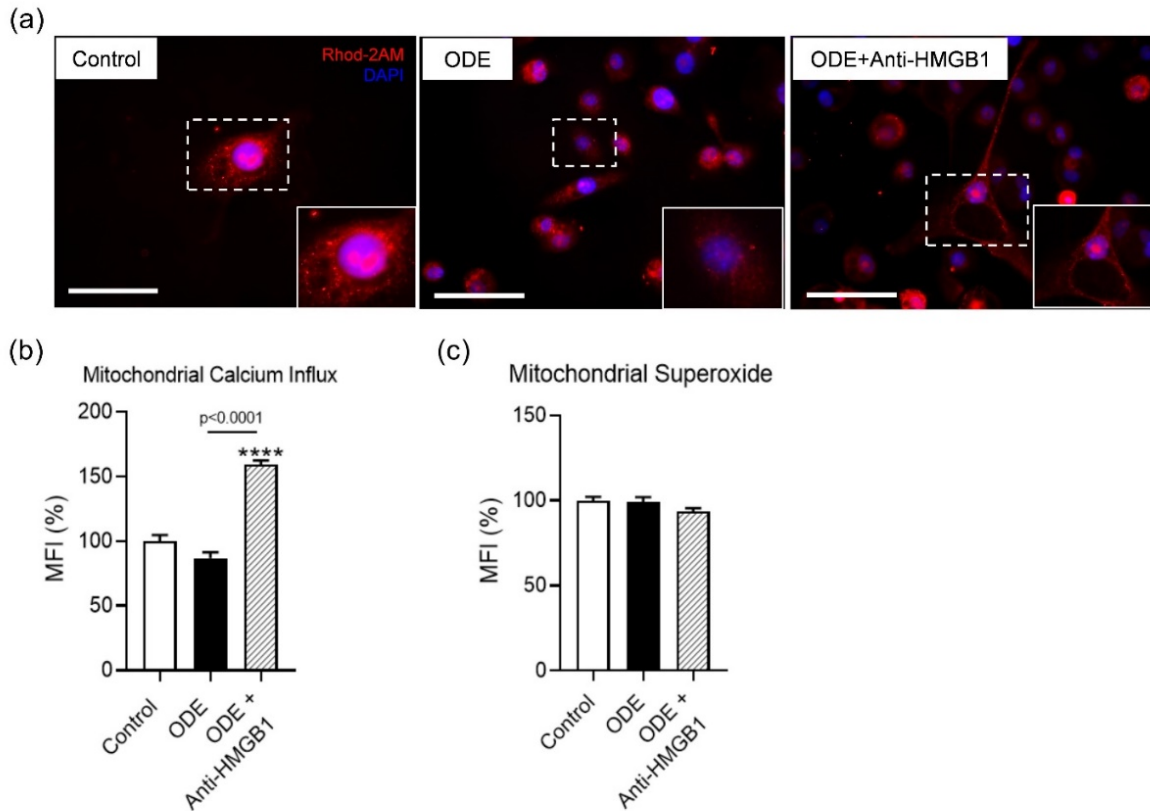 (a)
Control
Rhod-2AM
DAPI
ODE
ODE+Anti-HMGB1
(b)
Mitochondrial Calcium Influx
p<0.0001
****
200
150
100
50
0
MFI (%)
Control
ODE
ODE +
Anti-HMGB1
(c)
Mitochondrial Superoxide
150
100
50
0
MFI (%)
Control
ODE
ODE +
Anti-HMGB1